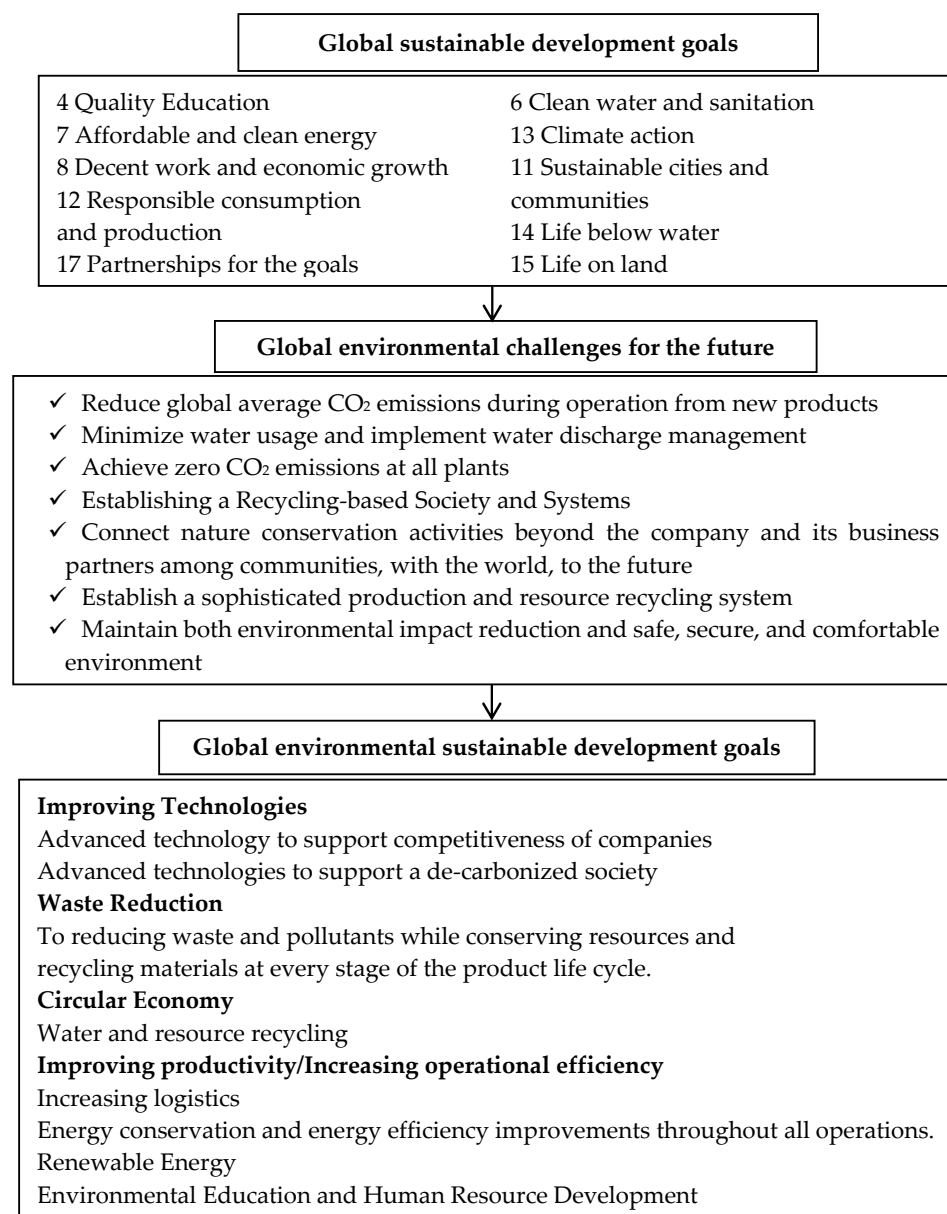 Global sustainable development goals
4 Quality Education
7 Affordable and clean energy
8 Decent work and economic growth
12 Responsible consumption
and production
17 Partnerships for the goals
6 Clean water and sanitation
13 Climate action
11 Sustainable cities and
communities
14 Life below water
15 Life on land
Global environmental challenges for the future
✓ Reduce global average CO₂ emissions during operation from new products
✓ Minimize water usage and implement water discharge management
✓ Achieve zero CO₂ emissions at all plants
✓ Establishing a Recycling-based Society and Systems
✓ Connect nature conservation activities beyond the company and its business
partners among communities, with the world, to the future
✓ Establish a sophisticated production and resource recycling system
✓ Maintain both environmental impact reduction and safe, secure, and comfortable
environment
Global environmental sustainable development goals
Improving Technologies
Advanced technology to support competitiveness of companies
Advanced technologies to support a de-carbonized society
Waste Reduction
To reducing waste and pollutants while conserving resources and
recycling materials at every stage of the product life cycle.
Circular Economy
Water and resource recycling
Improving productivity/Increasing operational efficiency
Increasing logistics
Energy conservation and energy efficiency improvements throughout all operations.
Renewable Energy
Environmental Education and Human Resource Development